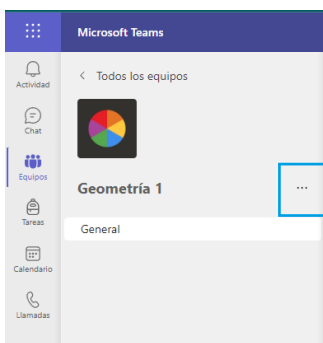 Microsoft Teams
Actividad
Chat
Equipos
Tareas
Calendario
Llamadas
< Todos los equipos
Geometría 1 ...
General